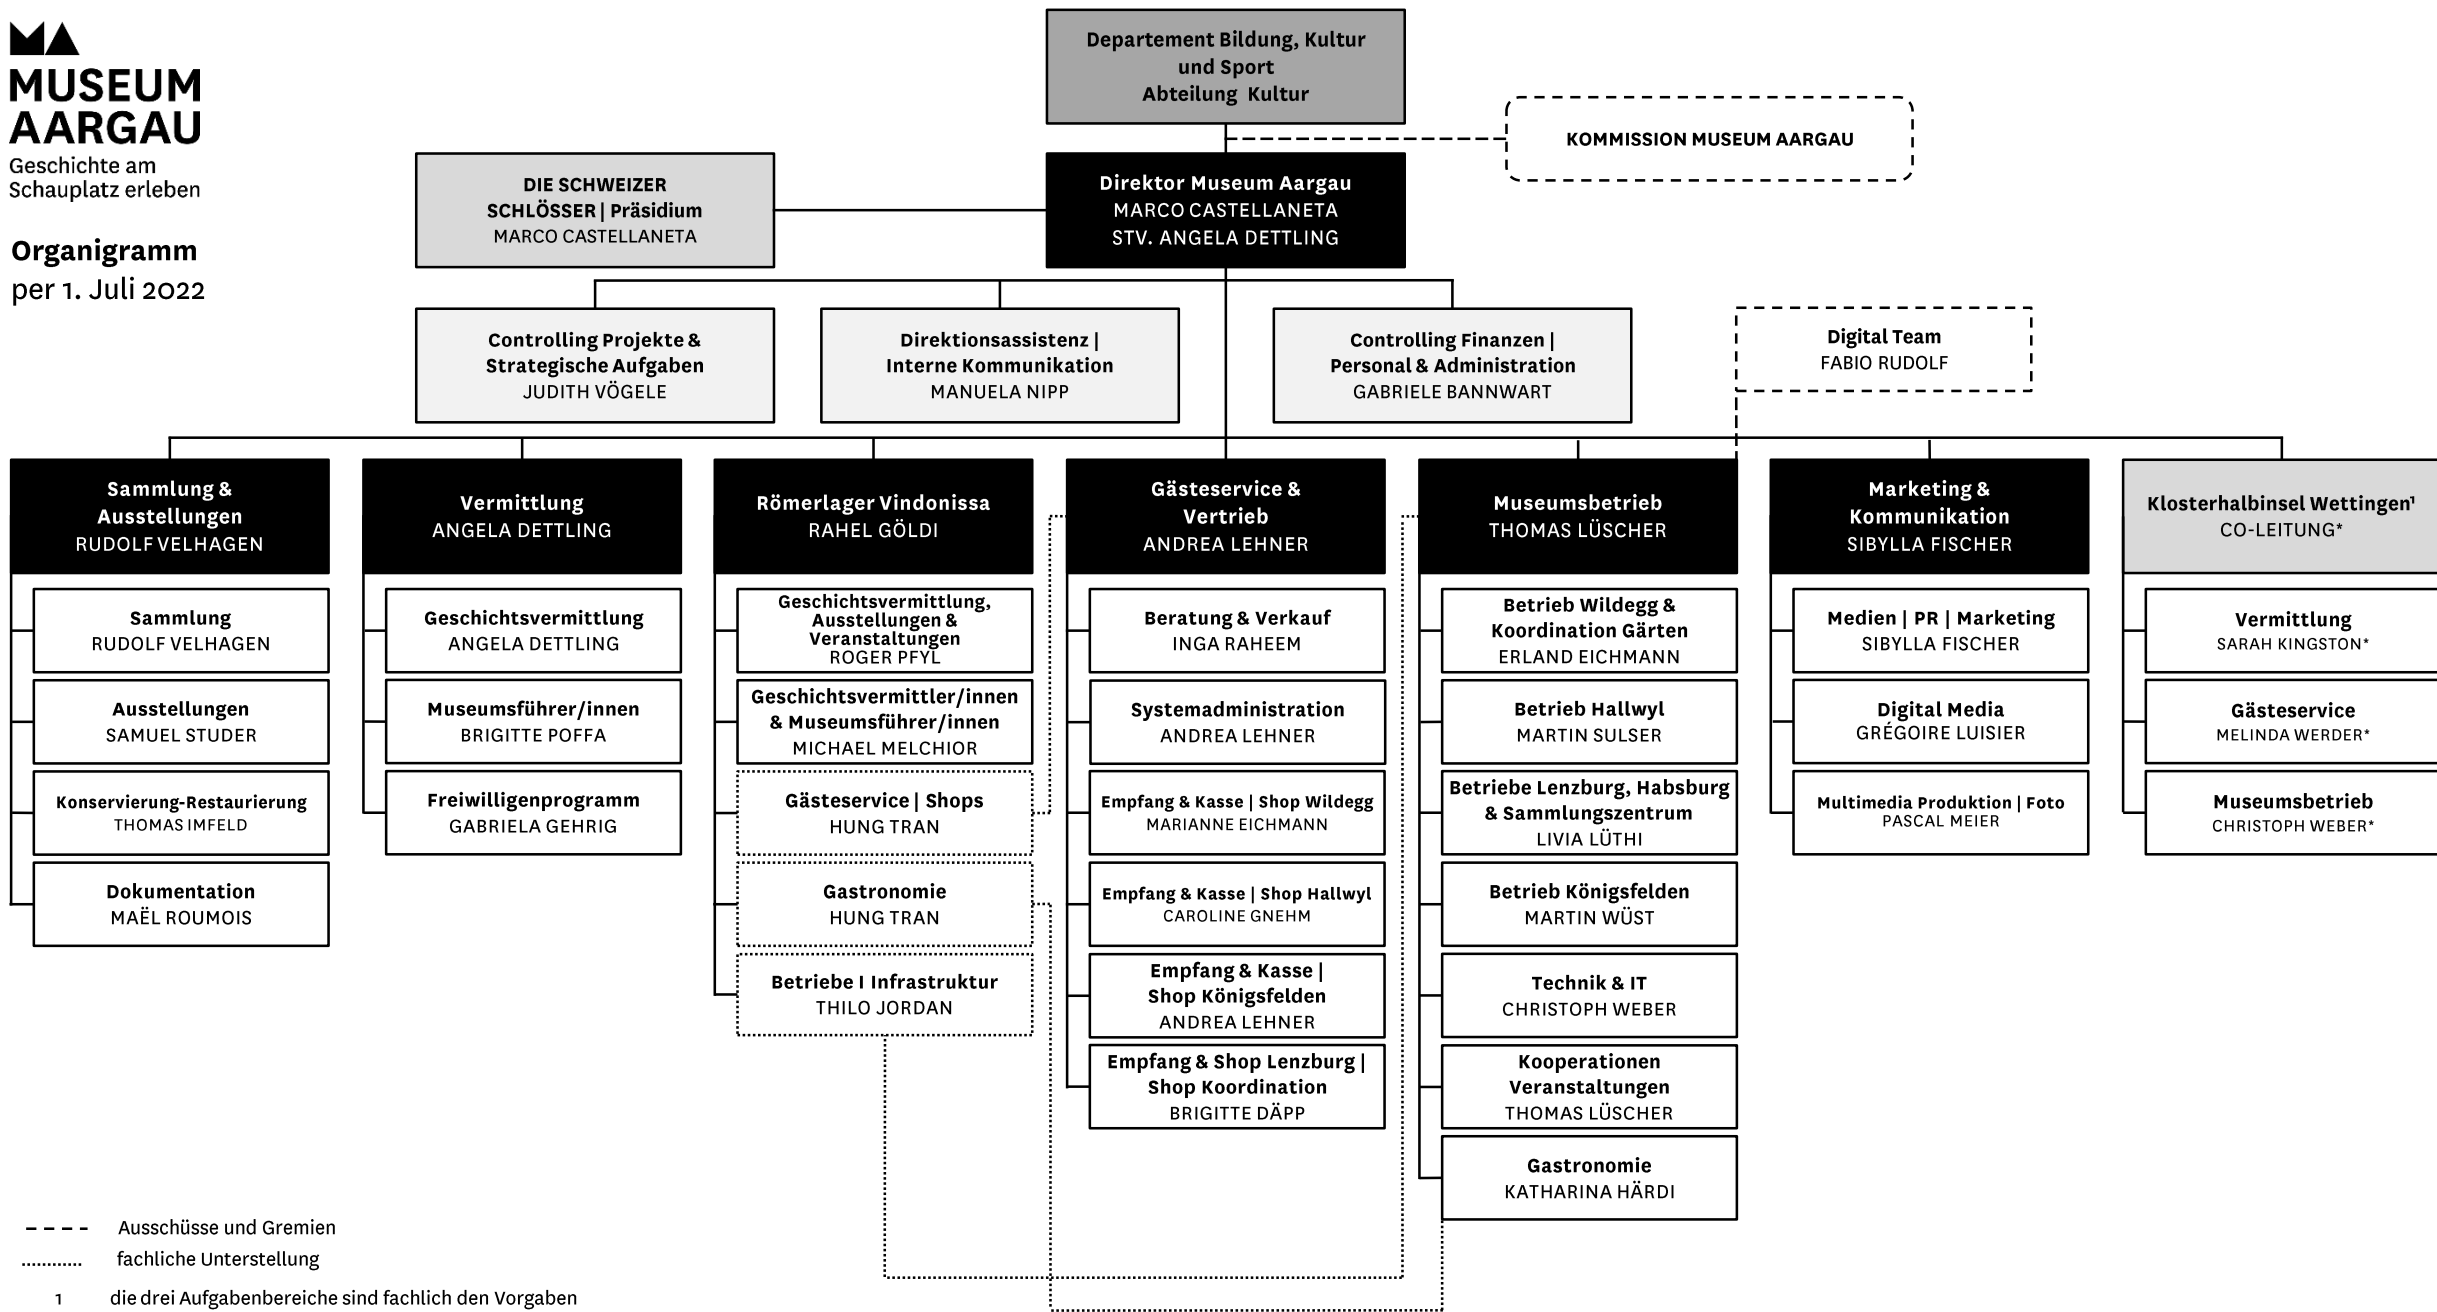 MUSEUM
AARGAU
Geschichte am
Schauplatz erleben
Organigramm
per 1. Juli 2022
Departement Bildung, Kultur
und Sport
Abteilung Kultur
KOMMISSION MUSEUM AARGAU
DIE SCHWEIZER
SCHLÖSSER | Präsidium
MARCO CASTELLANETA
Direktor Museum Aargau
MARCO CASTELLANETA
STV. ANGELA DETTLING
Controlling Projekte &
Strategische Aufgaben
JUDITH VÖGELE
Direktionsassistenz |
Interne Kommunikation
MANUELA NIPP
Controlling Finanzen |
Personal & Administration
GABRIELE BANNWART
Digital Team
FABIO RUDOLF
Sammlung &
Ausstellungen
RUDOLF VELHAGEN
Sammlung
RUDOLF VELHAGEN
Ausstellungen
SAMUEL STUDER
Konservierung-Restaurierung
THOMAS IMFELD
Dokumentation
MAËL ROUMOIS
Vermittlung
ANGELA DETTLING
Geschichtsvermittlung
ANGELA DETTLING
Museumsführer/innen
BRIGITTE POFFA
Freiwilligenprogramm
GABRIELA GEHRIG
Römerlager Vindonissa
RAHEL GÖLDI
Geschichtsvermittlung,
Ausstellungen &
Veranstaltungen
ROGER PFYL
Geschichtsvermittler/innen
& Museumsführer/innen
MICHAEL MELCHIOR
Gästeservice | Shops
HUNG TRAN
Gastronomie
HUNG TRAN
Betriebe I Infrastruktur
THILO JORDAN
Gästeservice &
Vertrieb
ANDREA LEHNER
Beratung & Verkauf
INGA RAHEEM
Systemadministration
ANDREA LEHNER
Empfang & Kasse | Shop Wildegg
MARIANNE EICHMANN
Empfang & Kasse | Shop Hallwyl
CAROLINE GNEHM
Empfang & Kasse |
Shop Königsfelden
ANDREA LEHNER
Empfang & Shop Lenzburg |
Shop Koordination
BRIGITTE DÄPP
Museumsbetrieb
THOMAS LÜSCHER
Betrieb Wildegg &
Koordination Gärten
ERLAND EICHMANN
Betrieb Hallwyl
MARTIN SULSER
Betriebe Lenzburg, Habsburg
& Sammlungszentrum
LIVIA LÜTHI
Betrieb Königsfelden
MARTIN WÜST
Technik & IT
CHRISTOPH WEBER
Kooperationen
Veranstaltungen
THOMAS LÜSCHER
Gastronomie
KATHARINA HÄRDI
Marketing &
Kommunikation
SIBYLLA FISCHER
Medien | PR | Marketing
SIBYLLA FISCHER
Digital Media
GRÉGOIRE LUISIER
Multimedia Produktion | Foto
PASCAL MEIER
Klosterhalbinsel Wettingen¹
CO-LEITUNG*
Vermittlung
SARAH KINGSTON*
Gästeservice
MELINDA WERDER*
Museumsbetrieb
CHRISTOPH WEBER*
Ausschüsse und Gremien
fachliche Unterstellung
1 die drei Aufgabenbereiche sind fachlich den Vorgaben